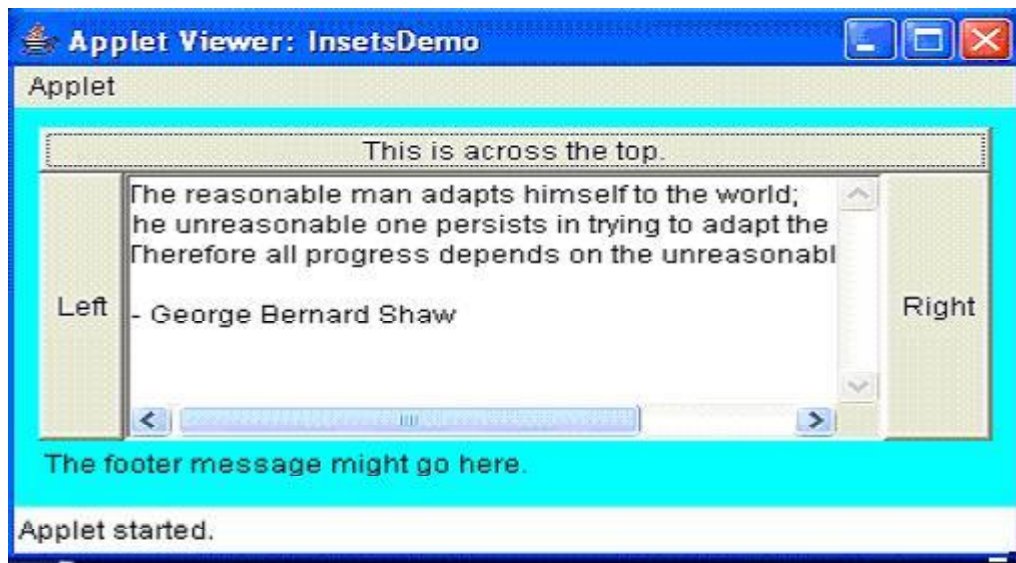 Applet Viewer: InsetsDemo
Applet
This is across the top.
The reasonable man adapts himself to the world;
he unreasonable one persists in trying to adapt the
Therefore all progress depends on the unreasonabl
Left
- George Bernard Shaw
Right
The footer message might go here.
Applet started.